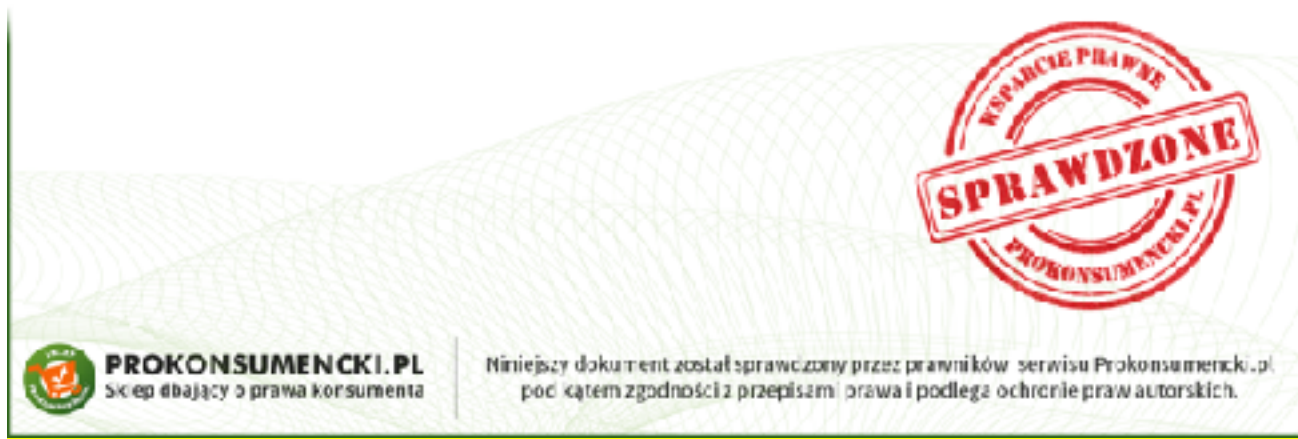 WSPARCIE PRAWNE
SPRAWDZONE
PROKONSUMENCKI.PL
PROKONSUMENCKI.PL
Sklep dbający o prawa konsumenta
Niniejszy dokument został sprawdzony przez prawników serwisu Prokonsumencki.pl
pod kątem zgodności z przepisami prawa i podlega ochronie praw autorskich.